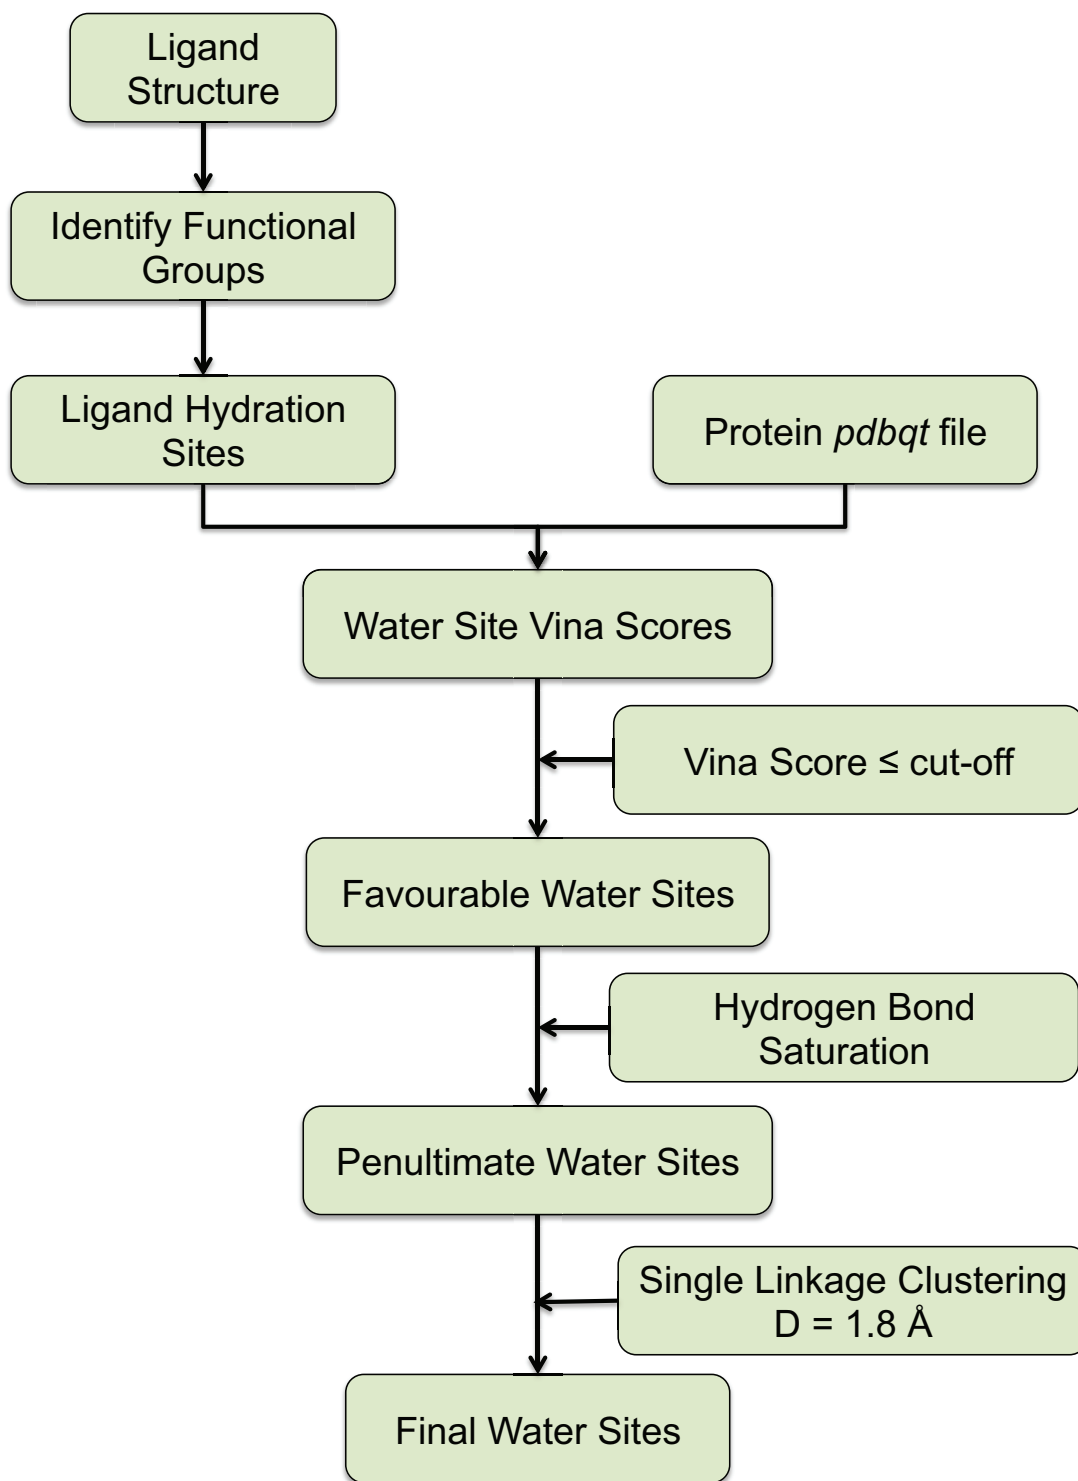 Ligand
Structure
Identify Functional
Groups
Ligand Hydration
Sites
Protein pdbqt file
Water Site Vina Scores
Vina Score ≤ cut-off
Favourable Water Sites
Hydrogen Bond
Saturation
Penultimate Water Sites
Single Linkage Clustering
D = 1.8 Å
Final Water Sites